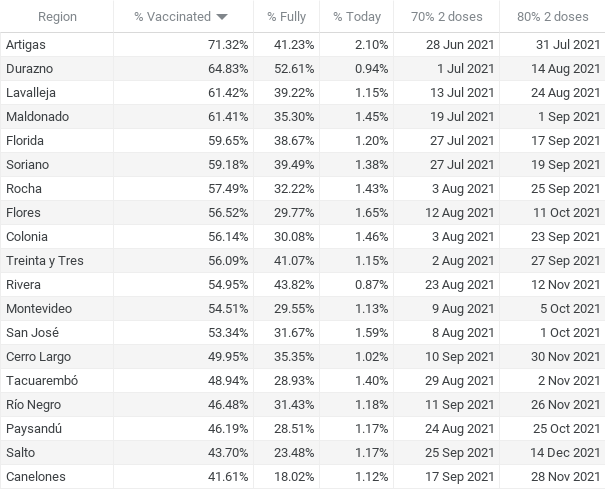 Region % Vaccinated % Fully % Today 70% 2 doses 80% 2 doses
Artigas 71.32% 41.23% 2.10% 28 Jun 2021 31 Jul 2021
Durazno 64.83% 52.61% 0.94% 1 Jul 2021 14 Aug 2021
Lavalleja 61.42% 39.22% 1.15% 13 Jul 2021 24 Aug 2021
Maldonado 61.41% 35.30% 1.45% 19 Jul 2021 1 Sep 2021
Florida 59.65% 38.67% 1.20% 27 Jul 2021 17 Sep 2021
Soriano 59.18% 39.49% 1.38% 27 Jul 2021 19 Sep 2021
Rocha 57.49% 32.22% 1.43% 3 Aug 2021 25 Sep 2021
Flores 56.52% 29.77% 1.65% 12 Aug 2021 11 Oct 2021
Colonia 56.14% 30.08% 1.46% 3 Aug 2021 23 Sep 2021
Treinta y Tres 56.09% 41.07% 1.15% 2 Aug 2021 27 Sep 2021
Rivera 54.95% 43.82% 0.87% 23 Aug 2021 12 Nov 2021
Montevideo 54.51% 29.55% 1.13% 9 Aug 2021 5 Oct 2021
San José 53.34% 31.67% 1.59% 8 Aug 2021 1 Oct 2021
Cerro Largo 49.95% 35.35% 1.02% 10 Sep 2021 30 Nov 2021
Tacuarembó 48.94% 28.93% 1.40% 29 Aug 2021 2 Nov 2021
Río Negro 46.48% 31.43% 1.18% 11 Sep 2021 26 Nov 2021
Paysandú 46.19% 28.51% 1.17% 24 Aug 2021 25 Oct 2021
Salto 43.70% 23.48% 1.17% 25 Sep 2021 14 Dec 2021
Canelones 41.61% 18.02% 1.12% 17 Sep 2021 28 Nov 2021